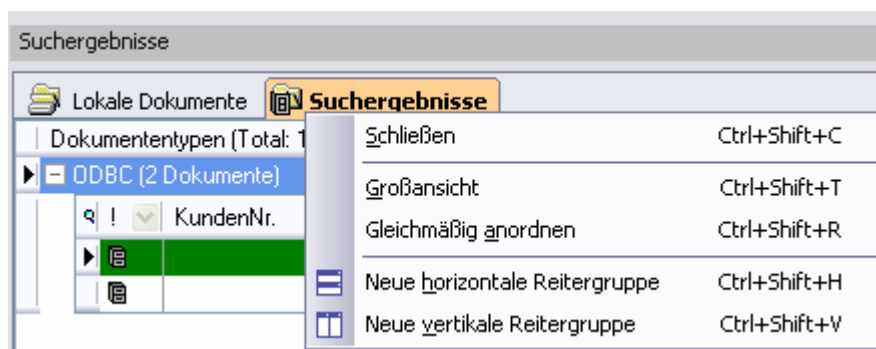 Suchergebnisse
Lokale Dokumente Suchergebnisse
Dokumententypen (Total: 1
Schließen Ctrl+Shift+C
ODBC (2 Dokumente)
Großansicht Ctrl+Shift+T
! KundenNr.
Gleichmäßig anordnen Ctrl+Shift+R
Neue horizontale Reitergruppe Ctrl+Shift+H
Neue vertikale Reitergruppe Ctrl+Shift+V